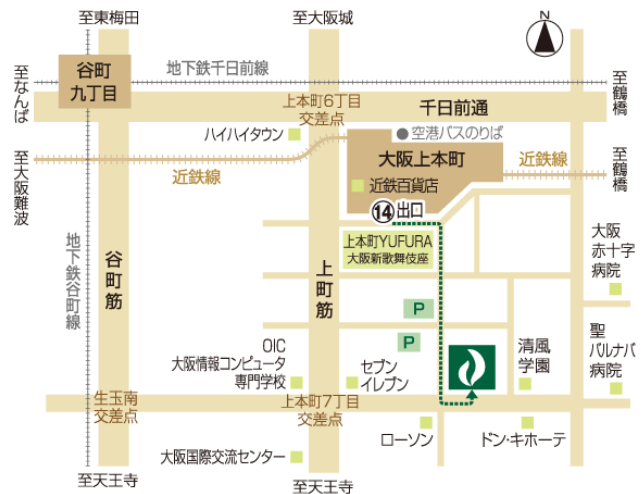 至東梅田
至大阪城
N
谷町
九丁目
地下鉄千日前線
至なんば
至鶴橋
上本町6丁目
交差点
千日前通
ハイハイタウン
空港バスのりば
大阪上本町
近鉄線
近鉄線
至大阪難波
至鶴橋
近鉄百貨店
⑭出口
上本町YUFURA
大阪新歌舞伎座
地下鉄谷町線
谷町筋
上町筋
大阪
赤十字
病院
P
P
OIC
大阪情報コンピュータ
専門学校
セブン
イレブン
清風
学園
聖
バルナバ
病院
生玉南
交差点
上本町7丁目
交差点
ローソン
ドン・キホーテ
大阪国際交流センター
至天王寺
至天王寺